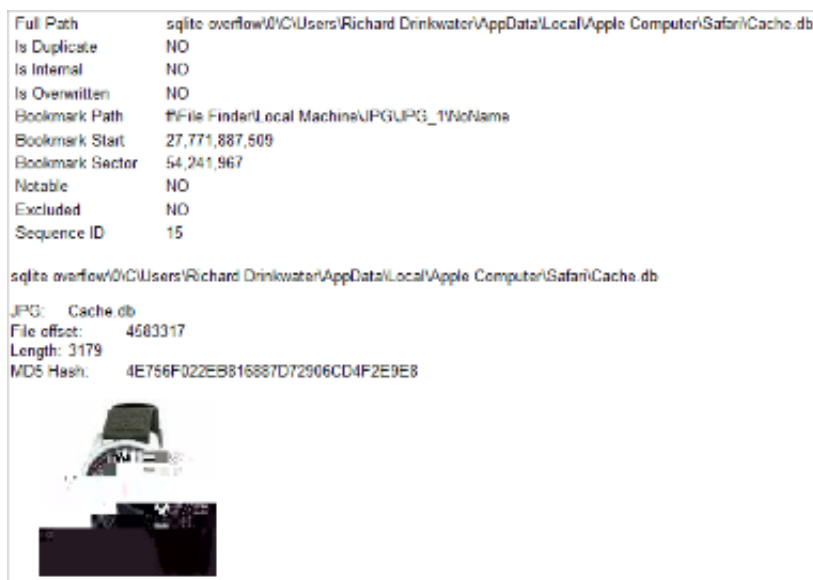 Full Path sqlite overflow\0\C\Users\Richard Drinkwater\AppData\Local\Apple Computer\Safari\Cache.db
Is Duplicate NO
Is Internal NO
Is Overwritten NO
Bookmark Path ff\File Finder\Local Machine\JPG\JPG_1\NoName
Bookmark Start 27,771,887,509
Bookmark Sector 54,241,967
Notable NO
Excluded NO
Sequence ID 15
sqlite overflow\0\C\Users\Richard Drinkwater\AppData\Local\Apple Computer\Safari\Cache.db
JPG: Cache.db
File offset: 4583317
Length: 3179
MD5 Hash: 4E756F022EB816887D72906CD4F2E9E8